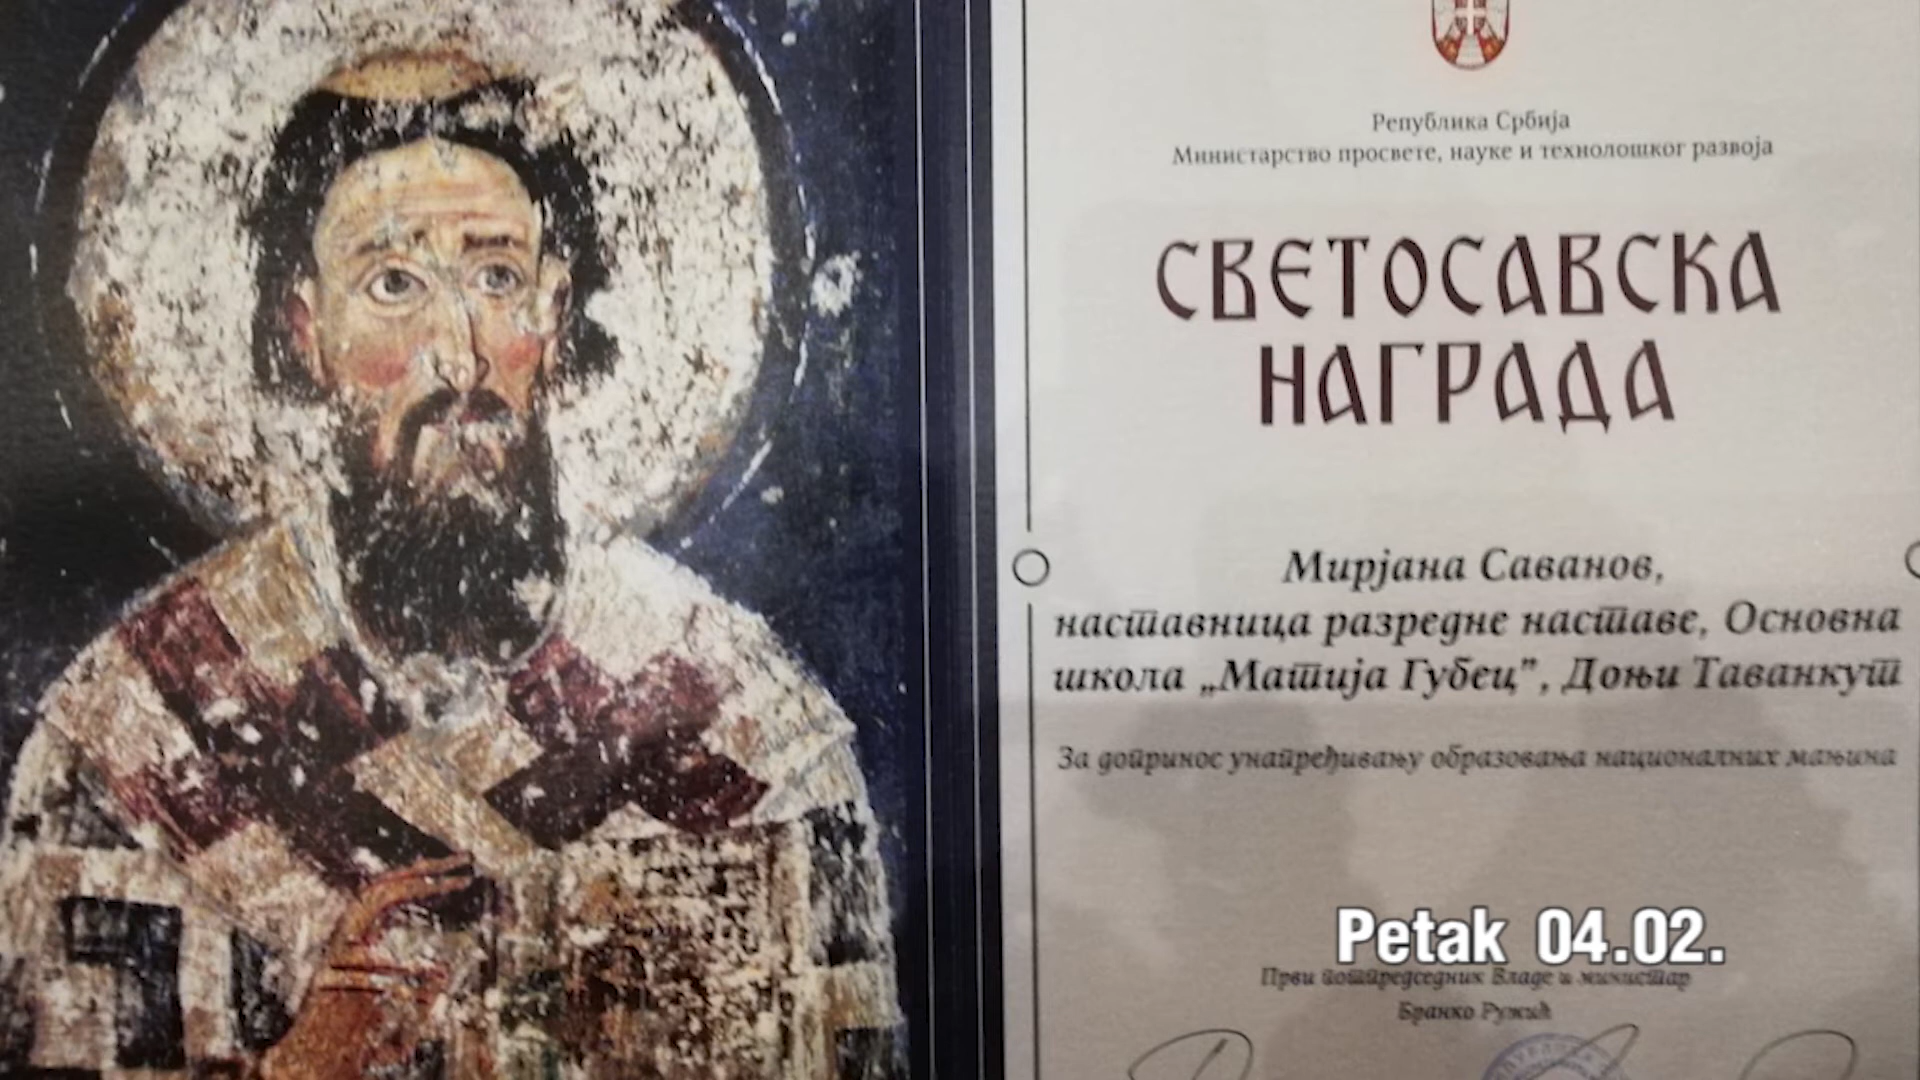 Република Србија
Министарство просвете, науке и технолошког развоја
СВЕТОСАВСКА
НАГРАДА
Мирјана Саванов,
наставница разредне наставе, Основна
школа „Матија Губец”, Доњи Таванкут
За допринос унапређивању образовања националних мањина
Petak 04.02.
Први потпредседник Владе и министар
Бранко Ружић